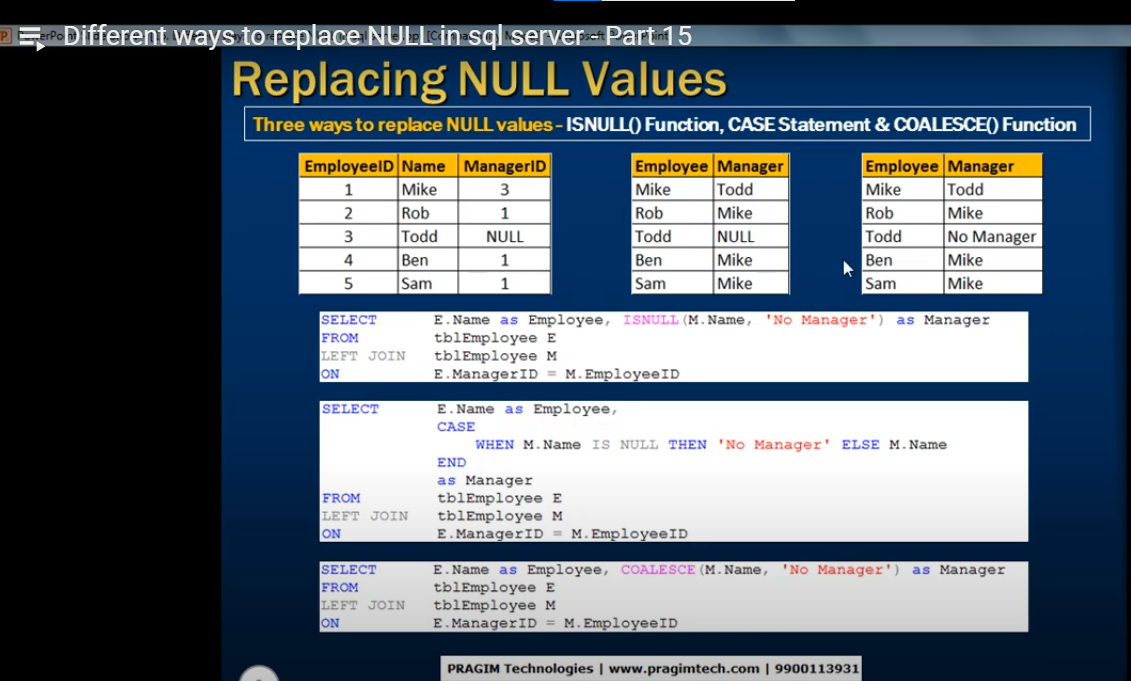 Different ways to replace NULL in sql server - Part 15
Replacing NULL Values
Three ways to replace NULL values - ISNULL() Function, CASE Statement & COALESCE() Function
EmployeeID Name ManagerID
1 Mike 3
2 Rob 1
3 Todd NULL
4 Ben 1
5 Sam 1
Employee Manager
Mike Todd
Rob Mike
Todd NULL
Ben Mike
Sam Mike
Employee Manager
Mike Todd
Rob Mike
Todd No Manager
Ben Mike
Sam Mike
SELECT E.Name as Employee, ISNULL(M.Name, 'No Manager') as Manager
FROM tblEmployee E
LEFT JOIN tblEmployee M
ON E.ManagerID = M.EmployeeID
SELECT E.Name as Employee,
CASE
WHEN M.Name IS NULL THEN 'No Manager' ELSE M.Name
END
as Manager
FROM tblEmployee E
LEFT JOIN tblEmployee M
ON E.ManagerID = M.EmployeeID
SELECT E.Name as Employee, COALESCE(M.Name, 'No Manager') as Manager
FROM tblEmployee E
LEFT JOIN tblEmployee M
ON E.ManagerID = M.EmployeeID
PRAGIM Technologies | www.pragimtech.com | 9900113931